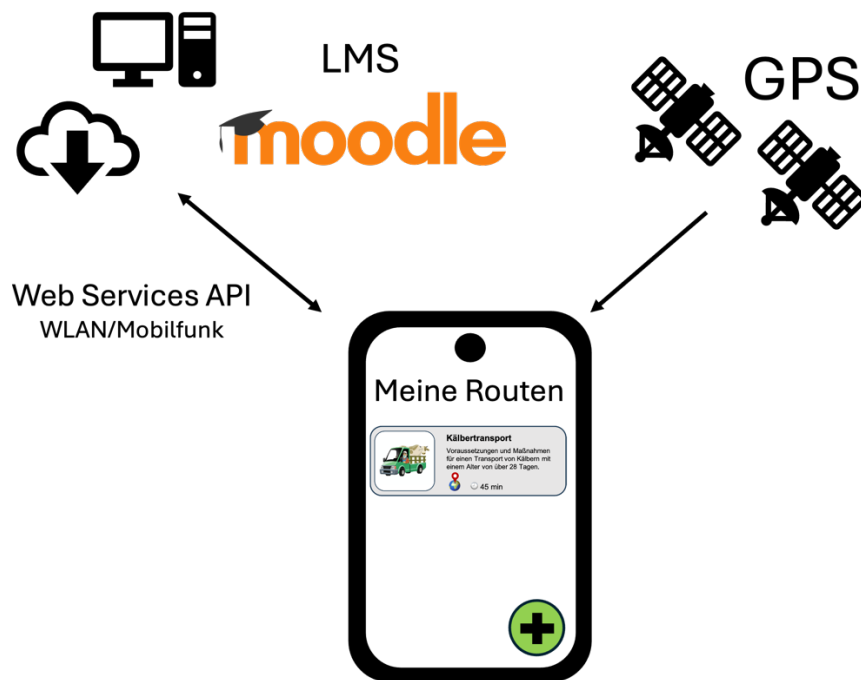 LMS
moodle
GPS
Web Services API
WLAN/Mobilfunk
Meine Routen
Kälbertransport
Voraussetzungen und Maßnahmen
für einen Transport von Kälbern mit
einem Alter von über 28 Tagen.
45 min